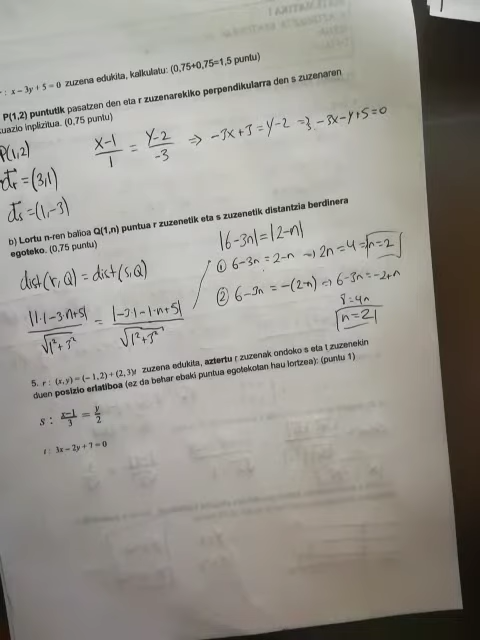 r : x − 3y + 5 = 0 zuzena edukita, kalkulatu: (0,75+0,75=1,5 puntu)
P(1,2) puntutik pasatzen den eta r zuzenarekiko perpendikularra den s zuzenaren
kuazio inplizitua. (0,75 puntu)
P(1,2)
dr = (3,1)
ds = (1,-3)
x-1/1 = y-2/-3 ⇒ -3x+3 = y-2 ⇒ -3x-y+5=0
b) Lortu n-ren balioa Q(1,n) puntua r zuzenetik eta s zuzenetik distantzia berdinera
egoteko. (0,75 puntu)
dist(r,Q) = dist(s,Q)
|1·1-3·n+5|/√1²+3² = |-3·1-1·n+5|/√1²+3²
|6-3n| = |2-n|
① 6-3n = 2-n → 2n = 4 → n=2
② 6-3n = -(2-n) → 6-3n = -2+n
8=4n
n=2
5. r : (x,y) = (−1,2) + (2,3)t zuzena edukita, aztertu r zuzenak ondoko s eta t zuzenekin
duen posizio erlatiboa (ez da behar ebaki puntua egotekotan hau lortzea): (puntu 1)
s : x−1/3 = y/2
t : 3x − 2y + 7 = 0